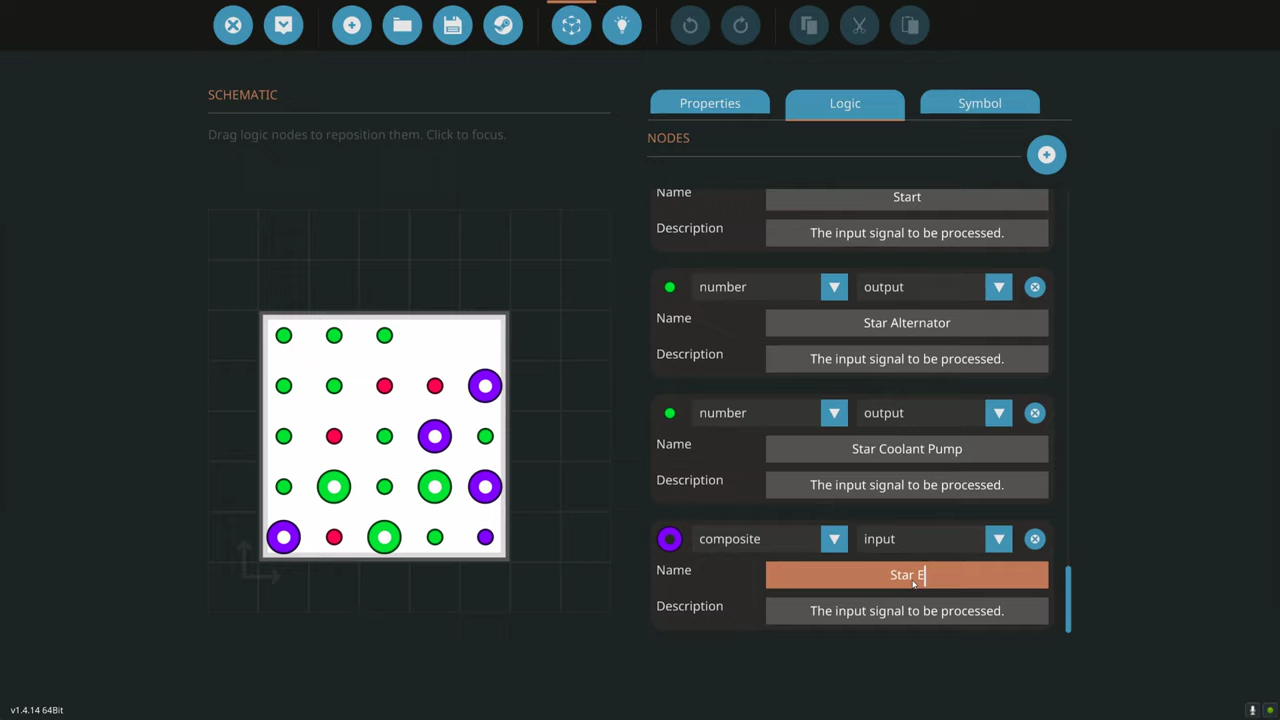 SCHEMATIC
Drag logic nodes to reposition them. Click to focus.
Properties
Logic
Symbol
NODES
Name
Start
Description
The input signal to be processed.
number
output
Name
Star Alternator
Description
The input signal to be processed.
number
output
Name
Star Coolant Pump
Description
The input signal to be processed.
composite
input
Name
Star E
Description
The input signal to be processed.
v1.4.14 64Bit